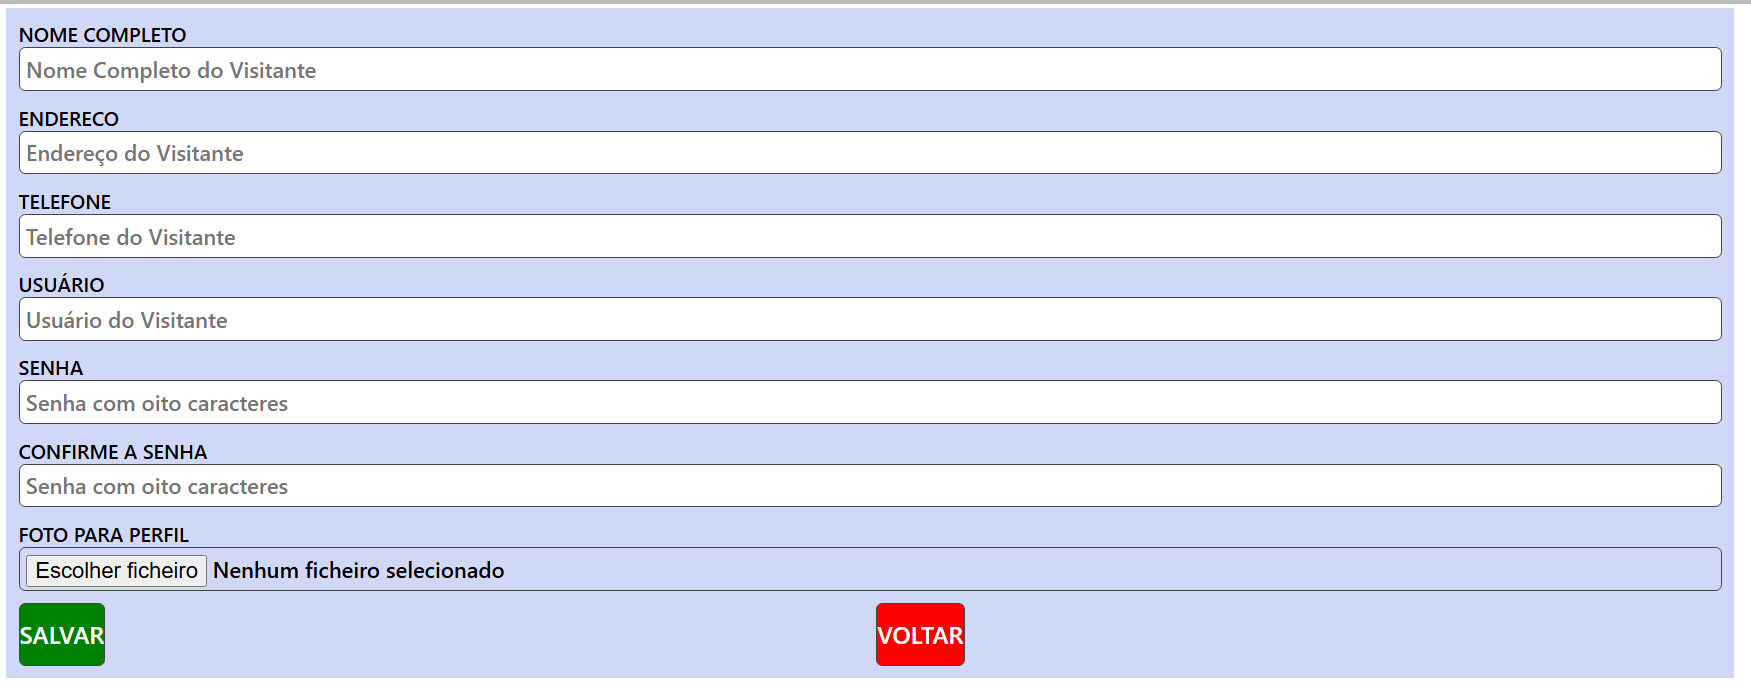 NOME COMPLETO
Nome Completo do Visitante
ENDERECO
Endereço do Visitante
TELEFONE
Telefone do Visitante
USUÁRIO
Usuário do Visitante
SENHA
Senha com oito caracteres
CONFIRME A SENHA
Senha com oito caracteres
FOTO PARA PERFIL
Escolher ficheiro Nenhum ficheiro selecionado
SALVAR VOLTAR